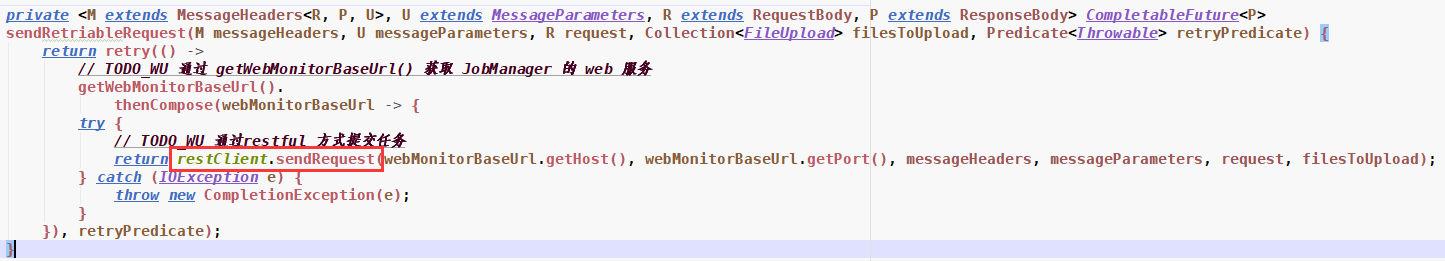 private <M extends MessageHeaders<R, P, U>, U extends MessageParameters, R extends RequestBody, P extends ResponseBody> CompletableFuture<P>
sendRetriableRequest(M messageHeaders, U messageParameters, R request, Collection<FileUpload> filesToUpload, Predicate<Throwable> retryPredicate) {
return retry(() ->
// TODO_WU 通过 getWebMonitorBaseUrl() 获取 JobManager 的 web 服务
getWebMonitorBaseUrl().
thenCompose(webMonitorBaseUrl -> {
try {
// TODO_WU 通过restful 方式提交任务
return restClient.sendRequest(webMonitorBaseUrl.getHost(), webMonitorBaseUrl.getPort(), messageHeaders, messageParameters, request, filesToUpload);
} catch (IOException e) {
throw new CompletionException(e);
}
}), retryPredicate);
}